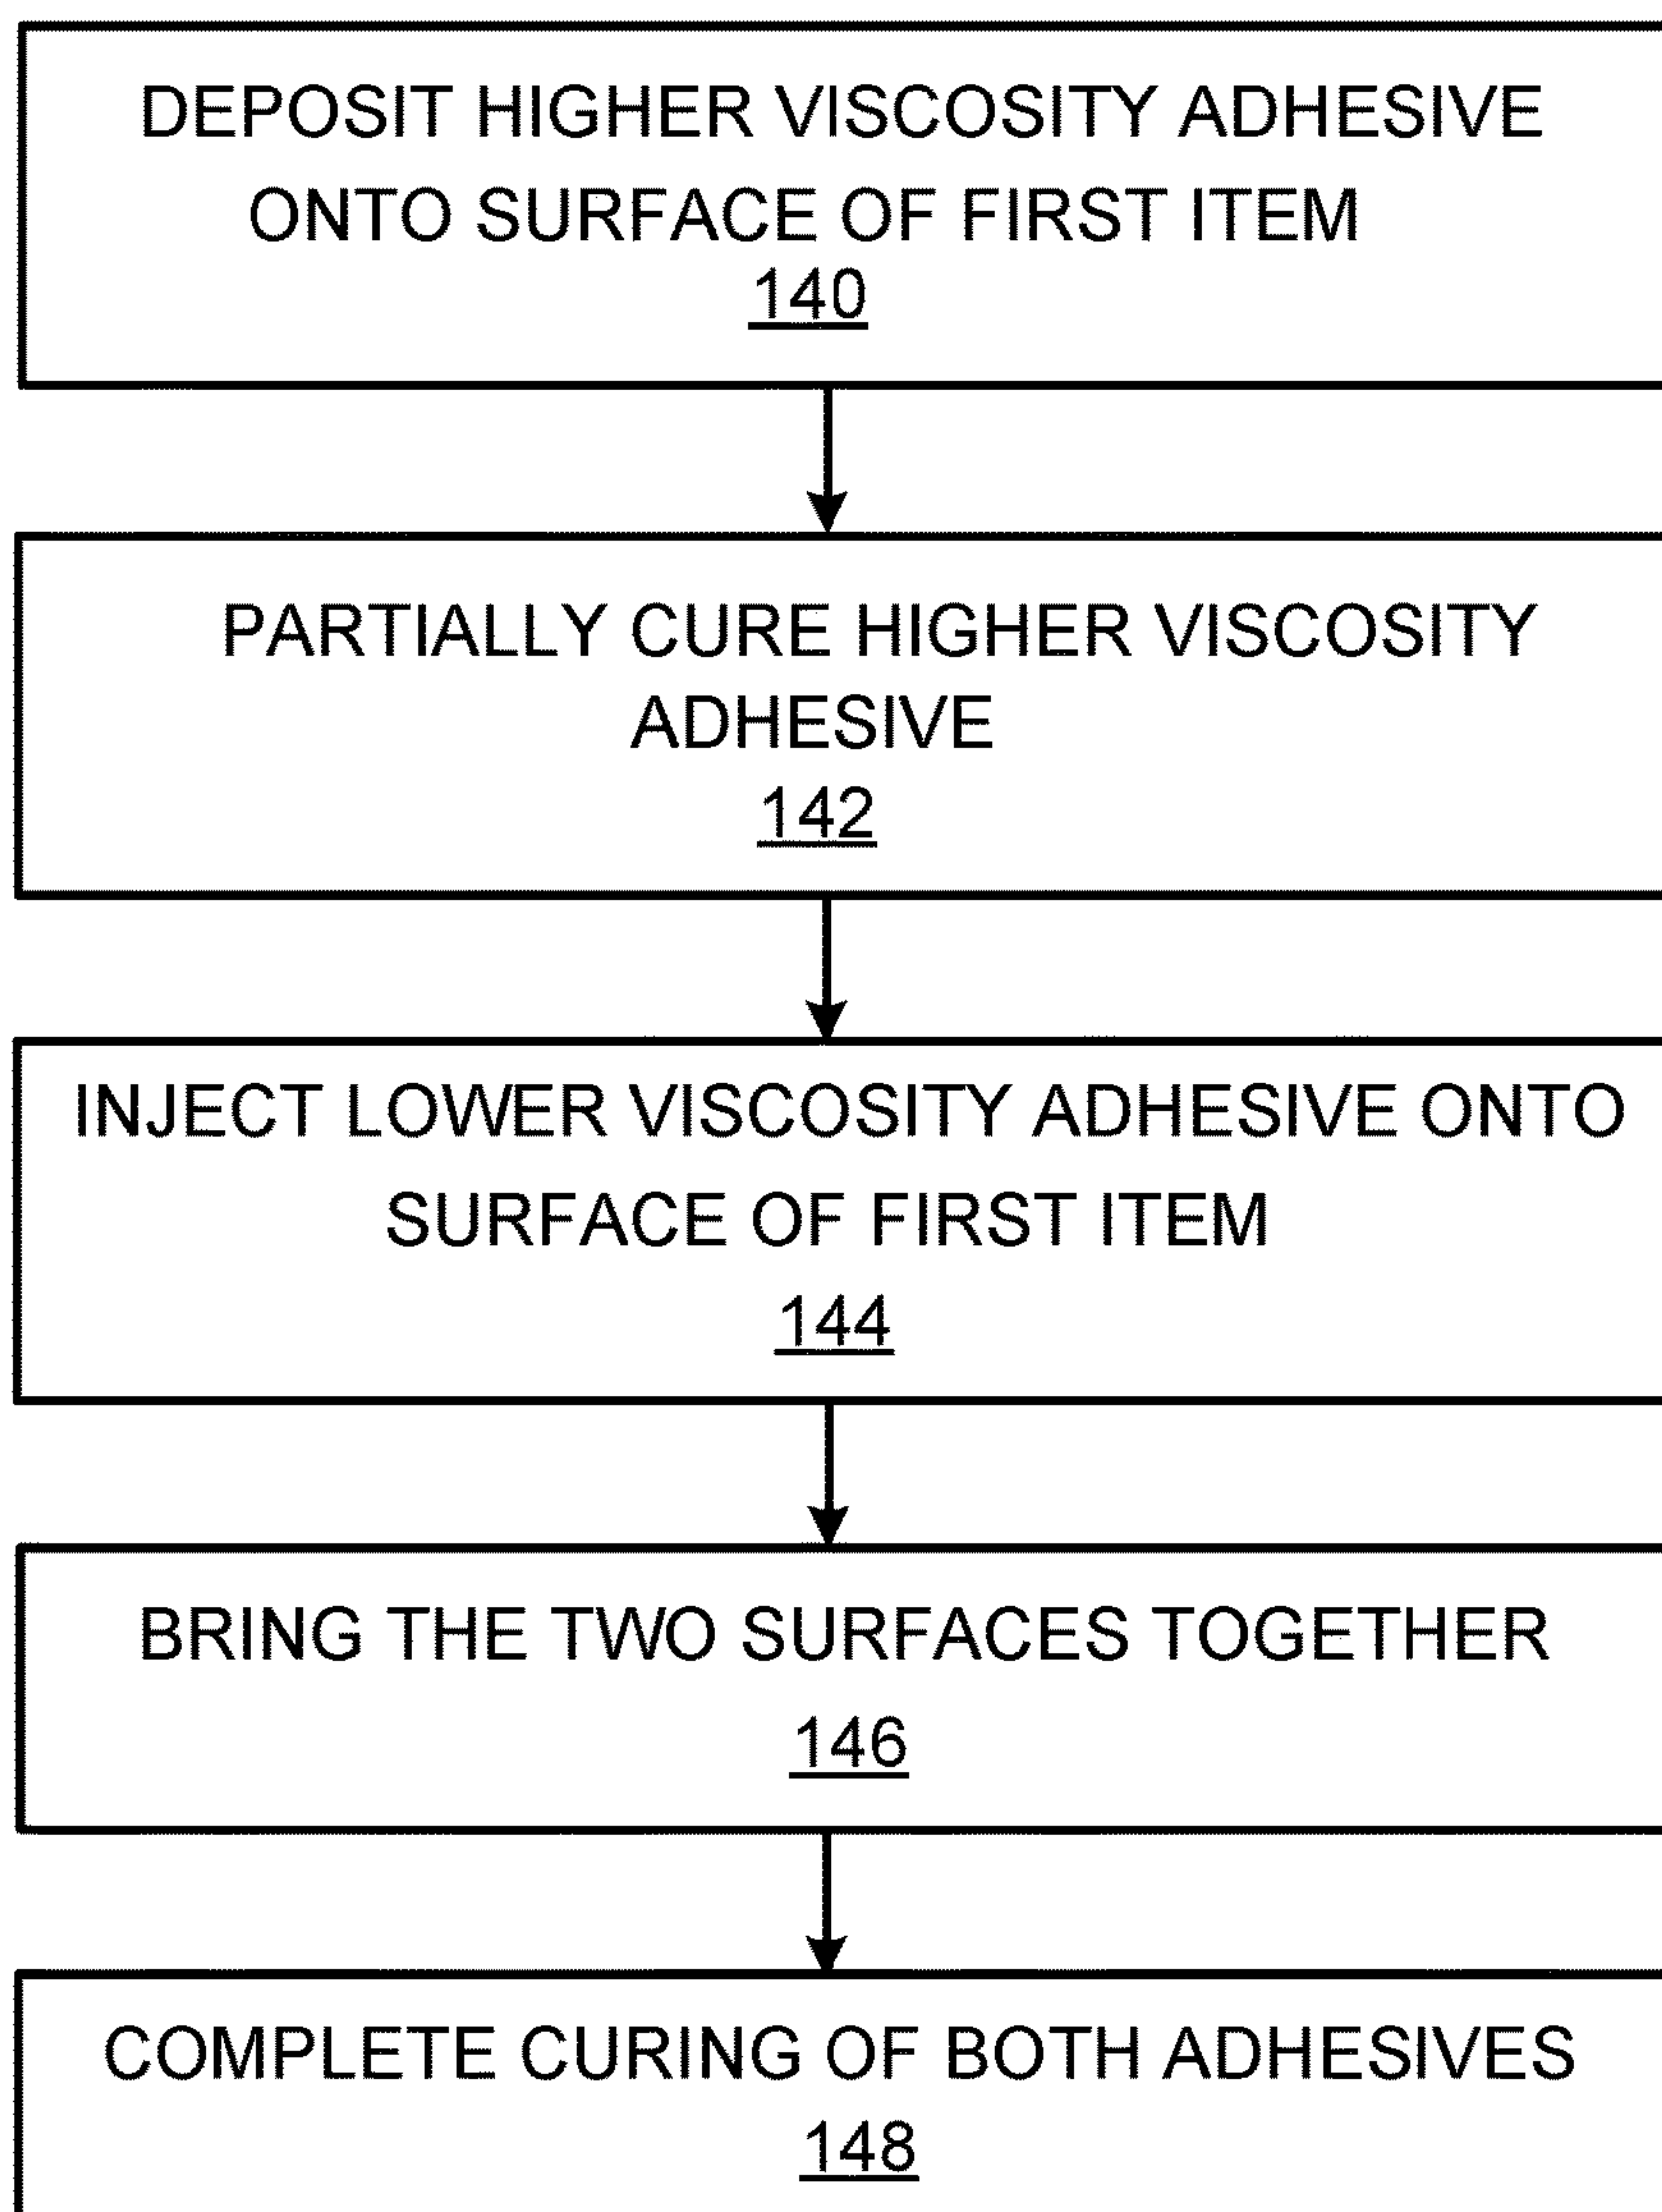 DEPOSIT HIGHER VISCOSITY ADHESIVE
ONTO SURFACE OF FIRST ITEM
140
PARTIALLY CURE HIGHER VISCOSITY
ADHESIVE
142
INJECT LOWER VISCOSITY ADHESIVE ONTO
SURFACE OF FIRST ITEM
144
BRING THE TWO SURFACES TOGETHER
146
COMPLETE CURING OF BOTH ADHESIVES
148